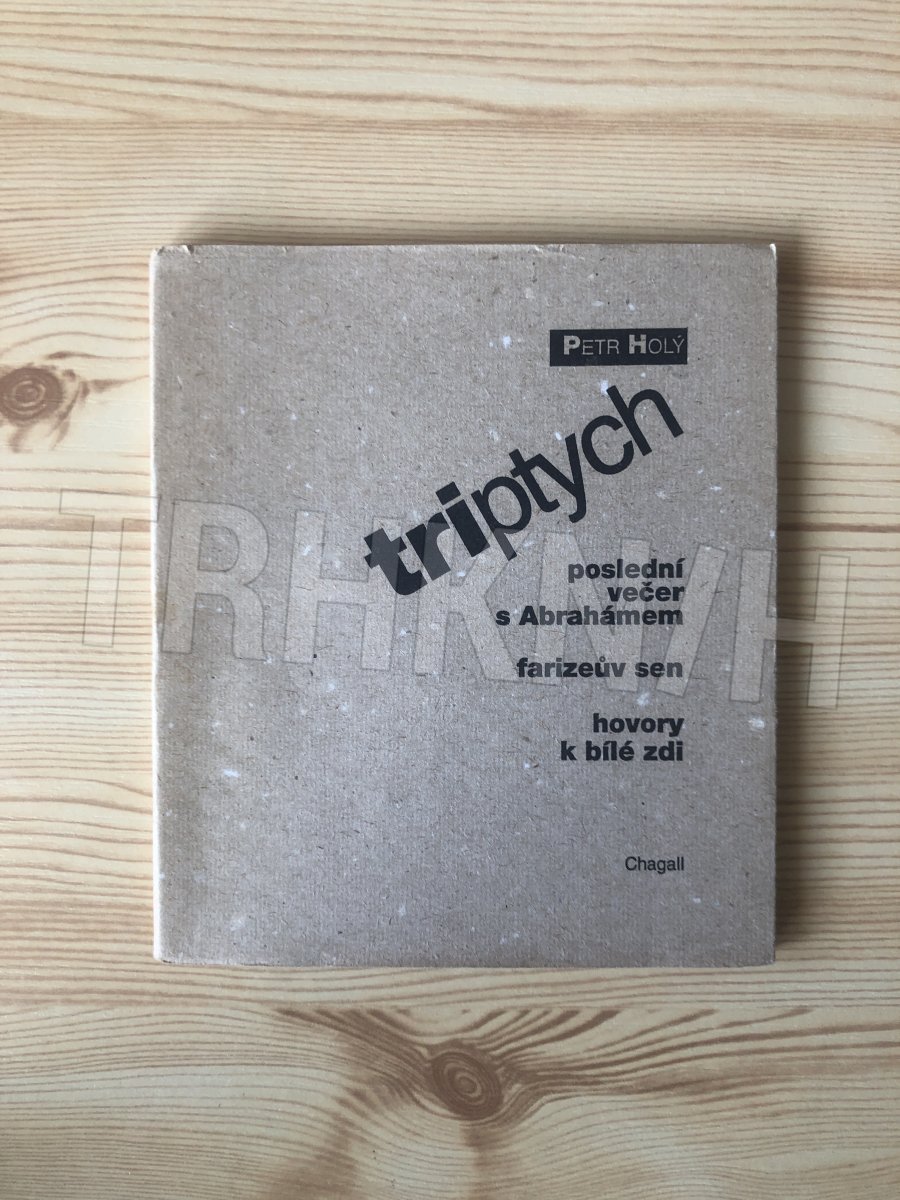 PETR HOLÝ
triptych
poslední
večer
s Abrahámem
farizeův sen
hovory
k bílé zdi
Chagall
TRHKNIH